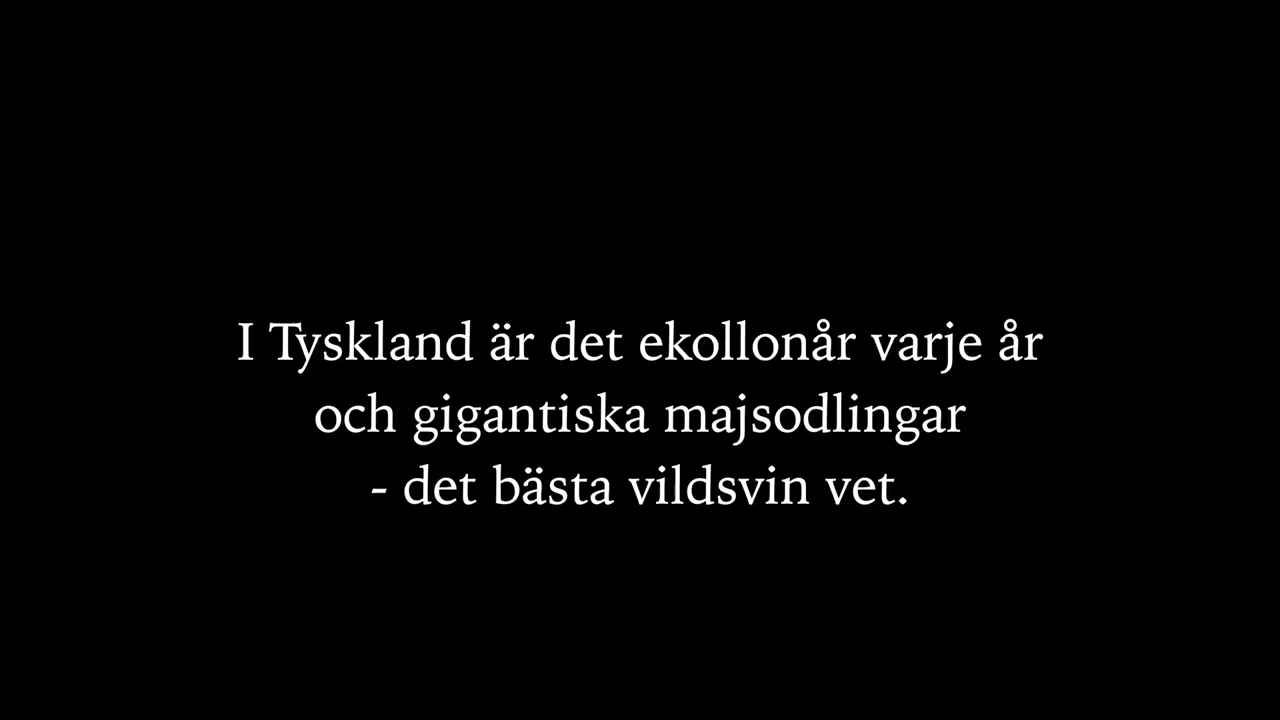 I Tyskland är det ekollonår varje år
och gigantiska majsodlingar
- det bästa vildsvin vet.